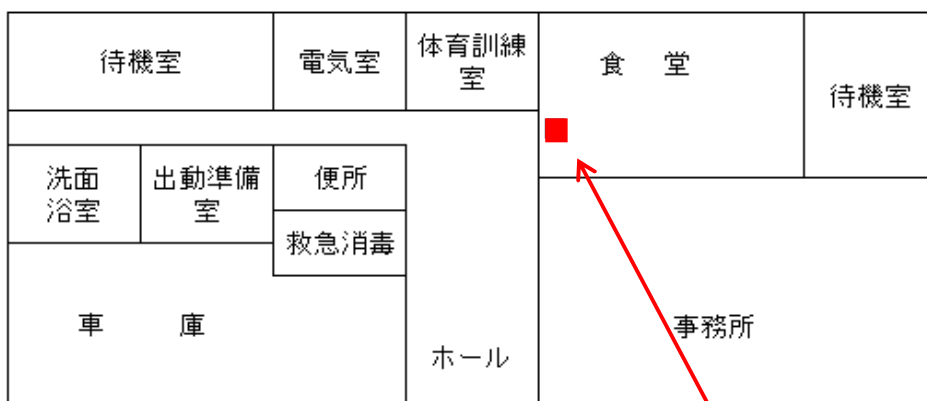 待機室
電気室
体育訓練
室
食　堂
待機室
洗面
浴室
出動準備
室
便所
救急消毒
車　庫
ホール
事務所